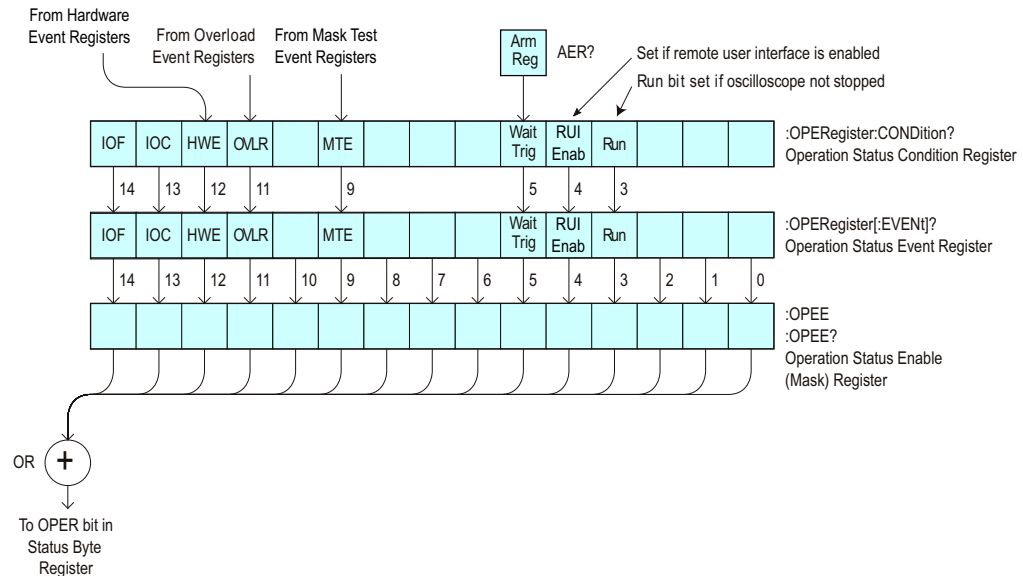 From Hardware
Event Registers
From Overload
Event Registers
From Mask Test
Event Registers
Arm
Reg
AER?
Set if remote user interface is enabled
Run bit set if oscilloscope not stopped
IOF IOC HWE OVLR MTE Wait Trig RUI Enab Run
:OPERegister:CONDition?
Operation Status Condition Register
14 13 12 11 9 5 4 3
IOF IOC HWE OVLR MTE Wait Trig RUI Enab Run
:OPERegister[:EVENt]?
Operation Status Event Register
14 13 12 11 10 9 8 7 6 5 4 3 2 1 0
:OPEE
:OPEE?
Operation Status Enable
(Mask) Register
OR +
To OPER bit in
Status Byte
Register